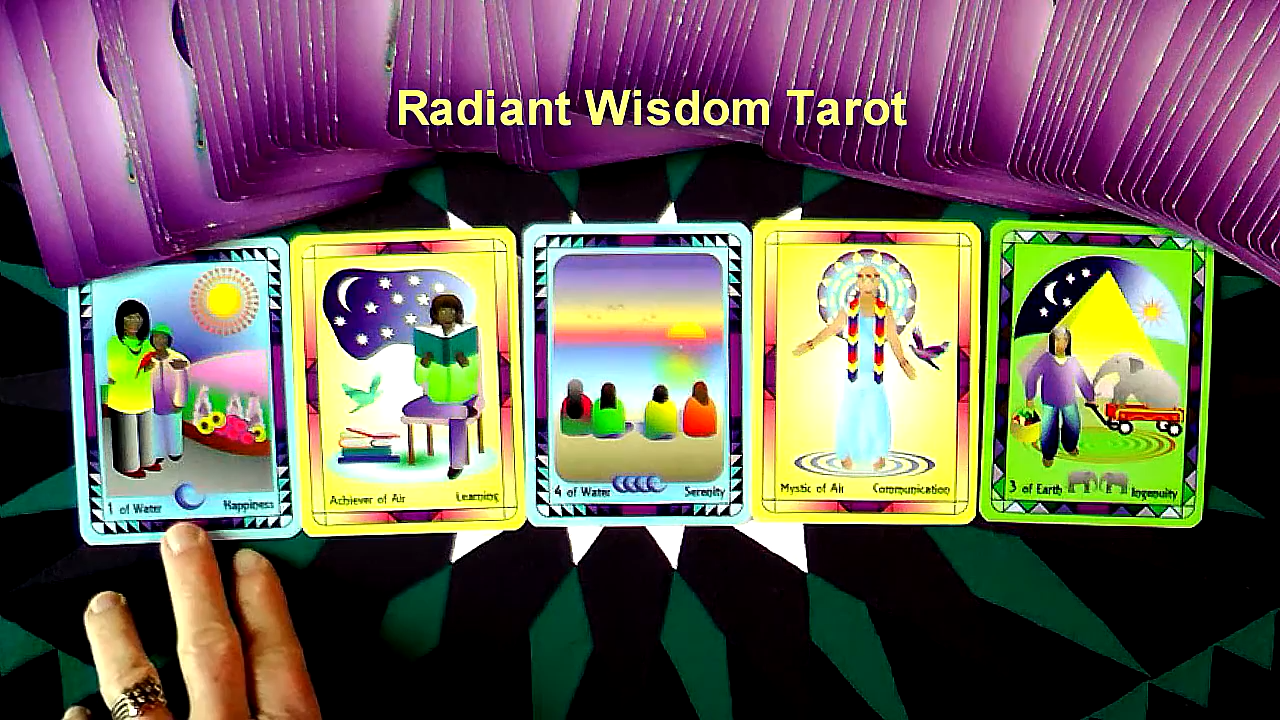 Radiant Wisdom Tarot
1 of Water Happiness
Achiever of Air Learning
4 of Water Serenity
Mystic of Air Communication
3 of Earth Ingenuity